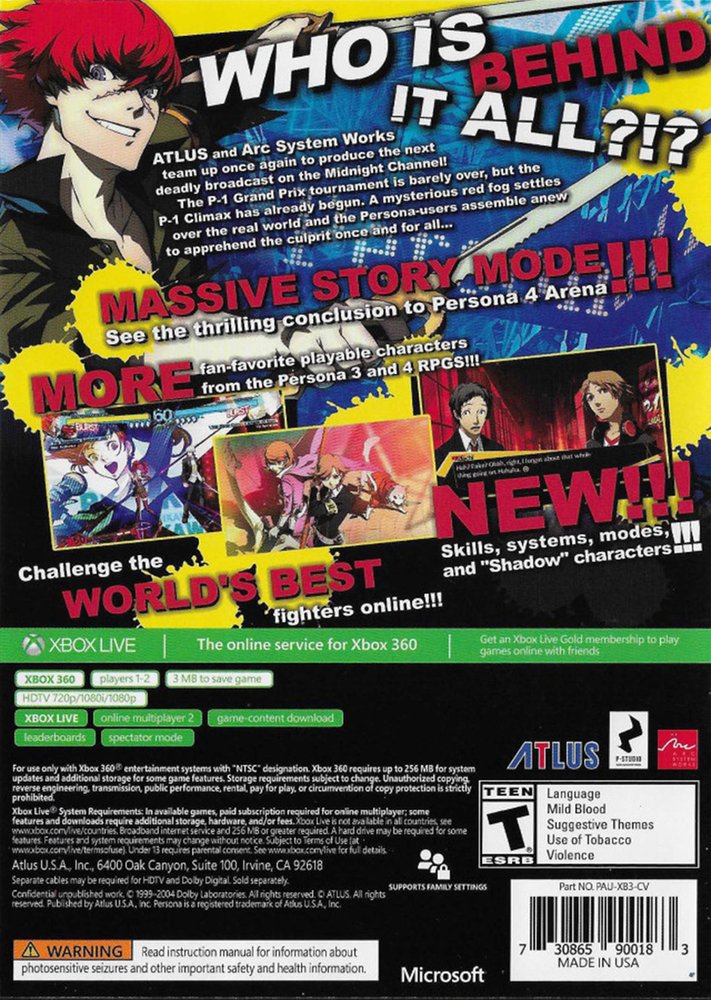 WHO IS
BEHIND
IT ALL?!?
ATLUS and Arc System Works
team up once again to produce the next
deadly broadcast on the Midnight Channel!
The P-1 Grand Prix tournament is barely over, but the
P-1 Climax has already begun. A mysterious red fog settles
over the real world and the Persona-users assemble anew
to apprehend the culprit once and for all...
MASSIVE STORY MODE!!!
See the thrilling conclusion to Persona 4 Arena
MORE fan-favorite playable characters
from the Persona 3 and 4 RPGS!!!
60
BURST
Hah? Fake? Ohhh, right, I forgot about that whole
thing going on. Hahaha.
NEW!!!
Skills, systems, modes,
and "Shadow" characters!!!
Challenge the
WORLD'S BEST
fighters online!!!
XBOX LIVE
The online service for Xbox 360
Get an Xbox Live Gold membership to play
games online with friends
XBOX 360 players 1-2 3 MB to save game
HDTV 720p/1080i/1080p
XBOX LIVE online multiplayer 2 game-content download
leaderboards spectator mode
ATLUS
P-STUDIO
ARC
SYSTEM
WORKS
For use only with Xbox 360® entertainment systems with "NTSC" designation. Xbox 360 requires up to 256 MB for system
updates and additional storage for some game features. Storage requirements subject to change. Unauthorized copying,
reverse engineering, transmission, public performance, rental, pay for play, or circumvention of copy protection is strictly
prohibited.
Xbox Live® System Requirements: In available games, paid subscription required for online multiplayer; some
features and downloads require additional storage, hardware, and/or fees. Xbox Live is not available in all countries, see
www.xbox.com/live/countries. Broadband internet service and 256 MB or greater required. A hard drive may be required for some
features. Features and system requirements may change without notice. Subject to Terms of Use (at
www.xbox.com/live/termsofuse). Under 13 requires parental consent. See www.xbox.com/live for full details.
Atlus U.S.A., Inc., 6400 Oak Canyon, Suite 100, Irvine, CA 92618
Separate cables may be required for HDTV and Dolby Digital. Sold separately.
Confidential unpublished work. © 1999-2004 Dolby Laboratories. All rights reserved. © ATLUS. All rights
reserved. Published by Atlus U.S.A., Inc. Persona is a registered trademark of Atlus U.S.A., Inc.
SUPPORTS FAMILY SETTINGS
TEEN
T
ESRB
Language
Mild Blood
Suggestive Themes
Use of Tobacco
Violence
Part NO. PAU-XB3-CV
7 30865 90018 3
MADE IN USA
WARNING Read instruction manual for information about
photosensitive seizures and other important safety and health information.
Microsoft